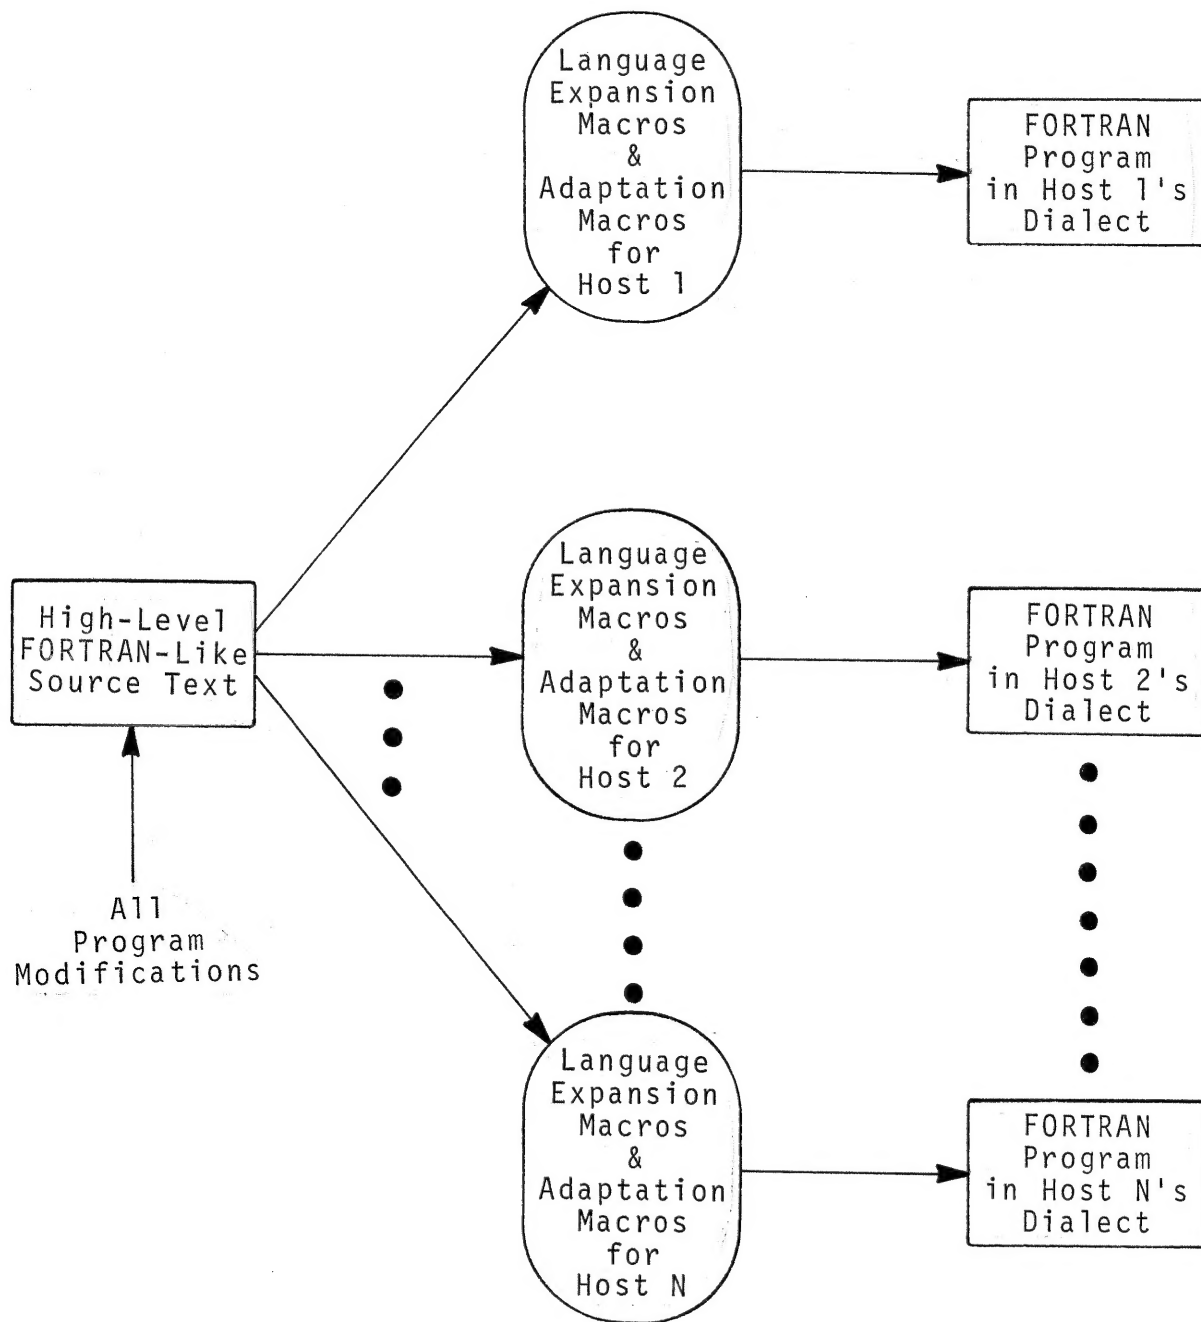 Language
Expansion
Macros
&
Adaptation
Macros
for
Host 1
FORTRAN
Program
in Host 1's
Dialect
High-Level
FORTRAN-Like
Source Text
All
Program
Modifications
Language
Expansion
Macros
&
Adaptation
Macros
for
Host 2
FORTRAN
Program
in Host 2's
Dialect
Language
Expansion
Macros
&
Adaptation
Macros
for
Host N
FORTRAN
Program
in Host N's
Dialect